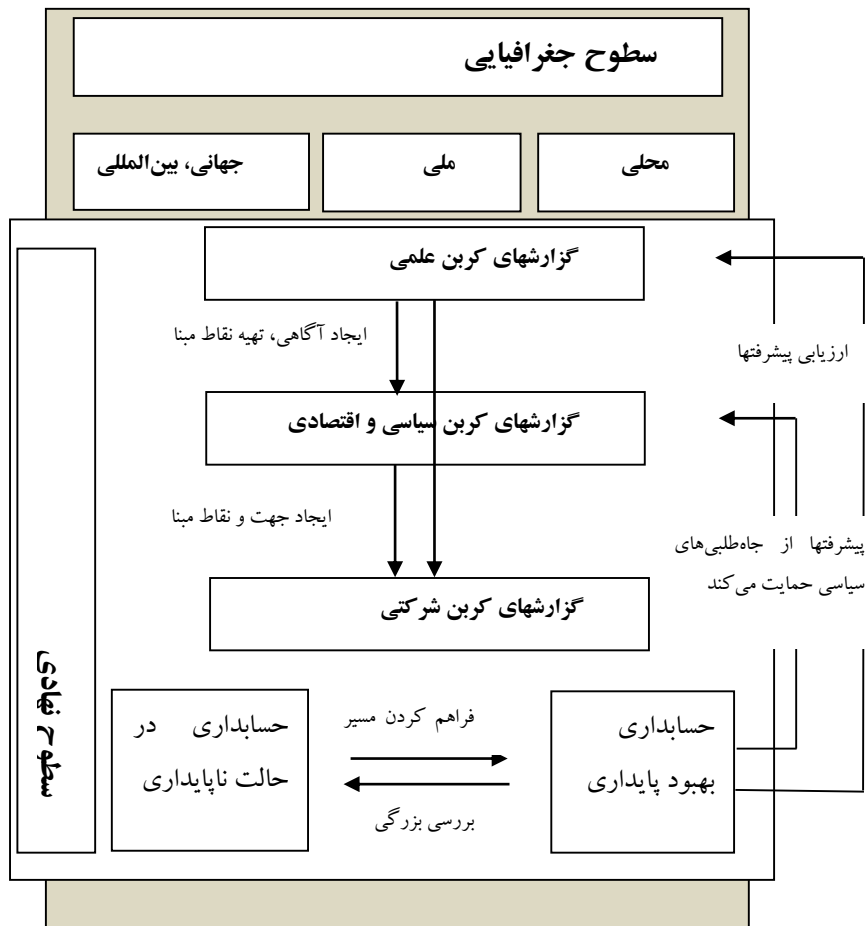 سطوح جغرافیایی
محلی
ملی
جهانی، بین‌المللی
گزارشهای کربن علمی
ارزیابی پیشرفتها
ایجاد آگاهی، تهیه نقاط مبنا
گزارشهای کربن سیاسی و اقتصادی
ایجاد جهت و نقاط مبنا
پیشرفتها از جاه‌طلبی‌های
سیاسی حمایت می‌کند
گزارشهای کربن شرکتی
سطوح نهادی
حسابداری
بهبود پایداری
فراهم کردن مسیر
بررسی بزرگی
حسابداری در
حالت ناپایداری